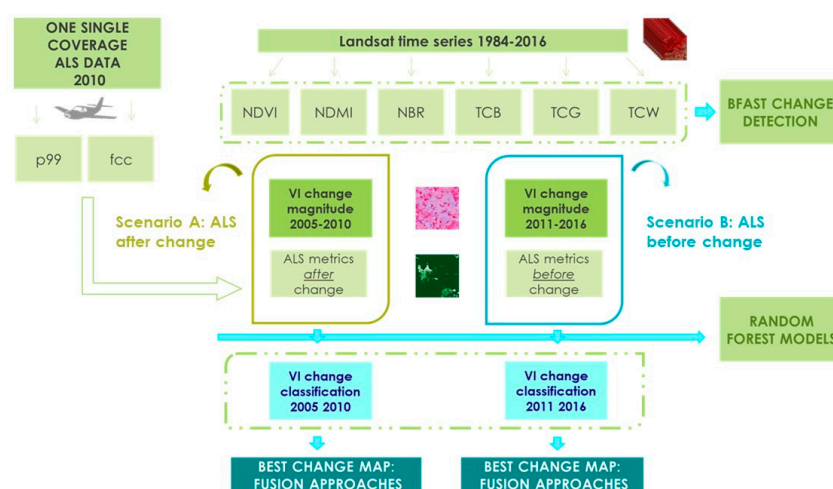 ONE SINGLE
COVERAGE
ALS DATA
2010
Landsat time series 1984-2016
NDVI
NDMI
NBR
TCB
TCG
TCW
BFAST CHANGE
DETECTION
p99
fcc
Scenario A: ALS
after change
VI change
magnitude
2005-2010
ALS metrics
after
change
VI change
magnitude
2011-2016
ALS metrics
before
change
Scenario B: ALS
before change
RANDOM
FOREST MODELS
VI change
classification
2005 2010
VI change
classification
2011 2016
BEST CHANGE MAP:
FUSION APPROACHES
BEST CHANGE MAP:
FUSION APPROACHES